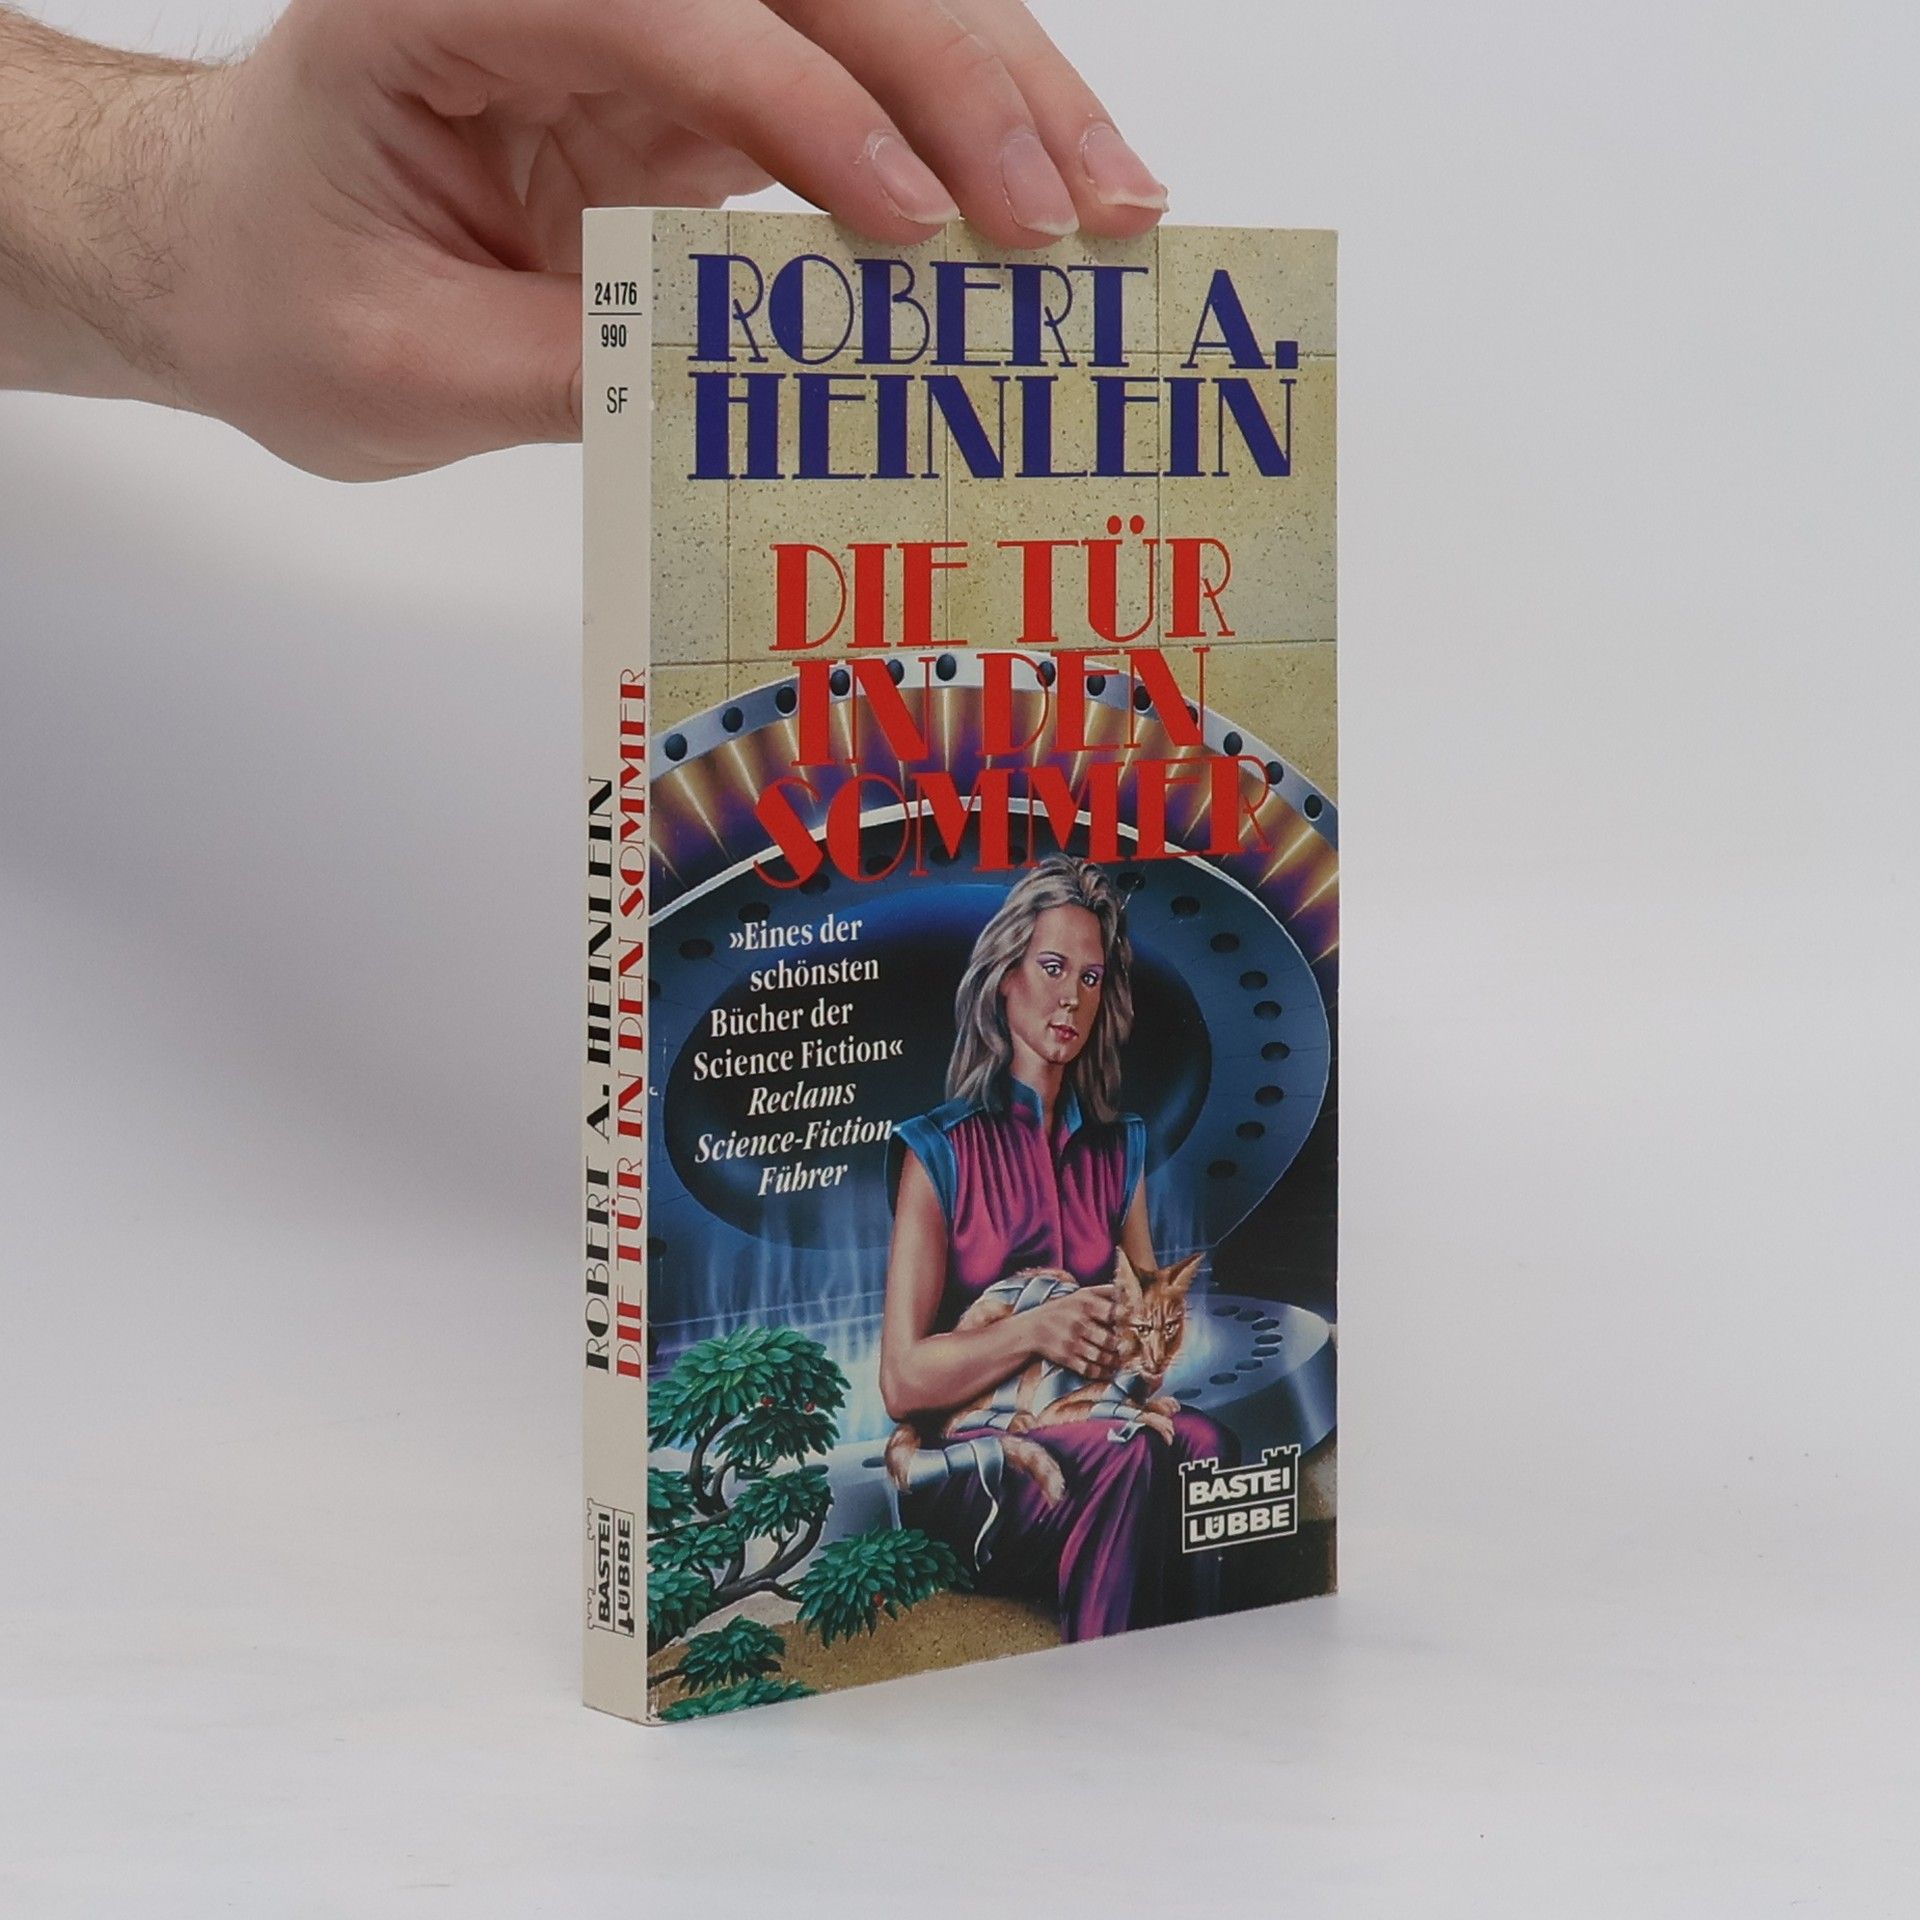 24176
990
SF
ROBERT A. HEINLEIN
DIE TÜR IN DEN SOMMER
BASTEI
LÜBBE
ROBERT A.
HEINLEIN
DIE TÜR
IN DEN
SOMMER
»Eines der
schönsten
Bücher der
Science Fiction«
Reclams
Science-Fiction-
Führer
BASTEI
LÜBBE